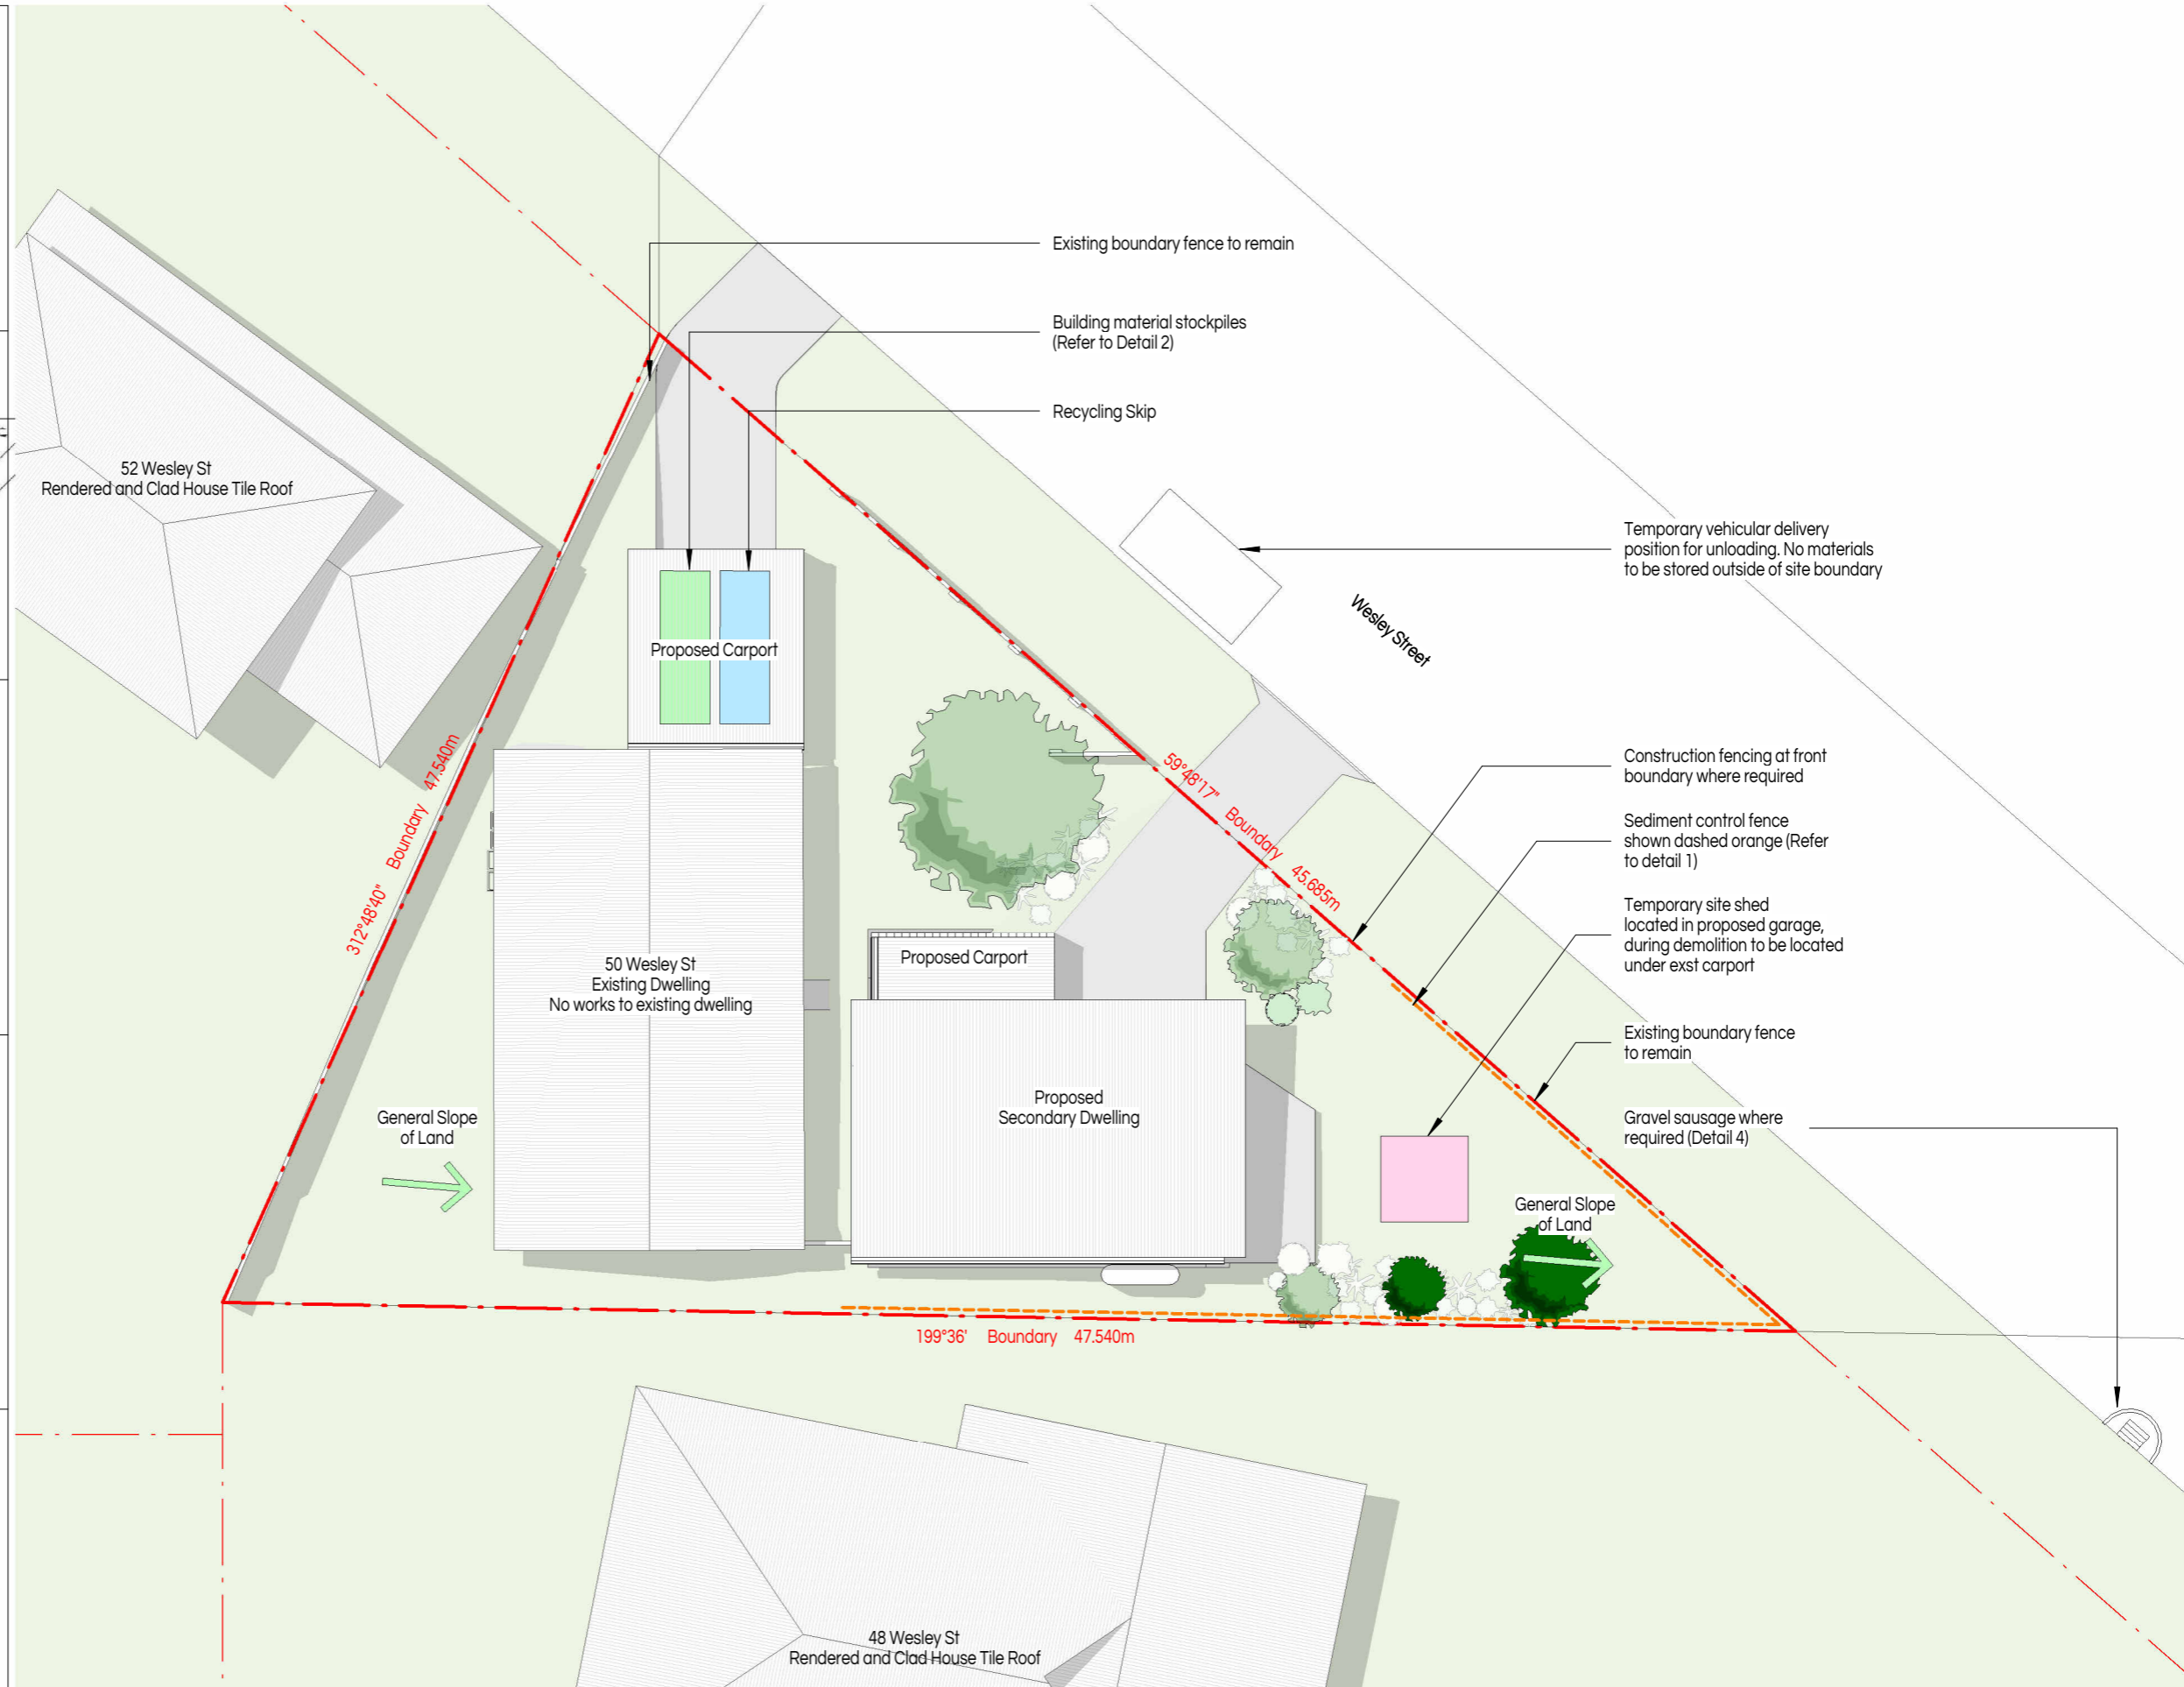 Existing boundary fence to remain
Building material stockpiles
(Refer to Detail 2)
Recycling Skip
52 Wesley St
Rendered and Clad House Tile Roof
Temporary vehicular delivery
position for unloading. No materials
to be stored outside of site boundary
Wesley Street
Proposed Carport
312°48'40" Boundary 47.540m
59°48'17" Boundary 45.685m
Construction fencing at front
boundary where required
Sediment control fence
shown dashed orange (Refer
to detail 1)
Temporary site shed
located in proposed garage,
during demolition to be located
under exst carport
50 Wesley St
Existing Dwelling
No works to existing dwelling
Proposed Carport
Existing boundary fence
to remain
Proposed
Secondary Dwelling
General Slope
of Land
Gravel sausage where
required (Detail 4)
General Slope
of Land
199°36' Boundary 47.540m
48 Wesley St
Rendered and Clad House Tile Roof